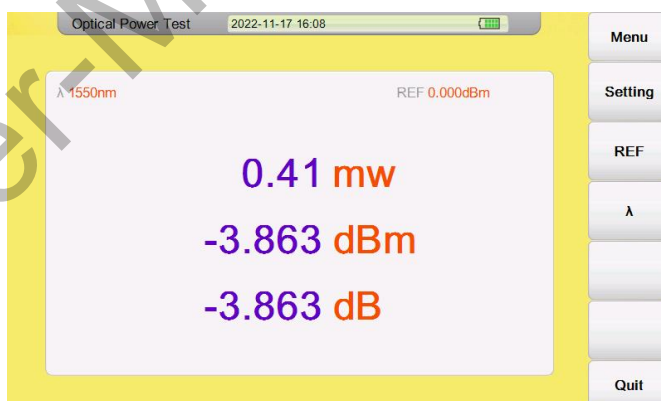 Optical Power Test 2022-11-17 16:08
Menu
λ 1550nm REF 0.000dBm
Setting
REF
0.41 mw
λ
-3.863 dBm
-3.863 dB
Quit